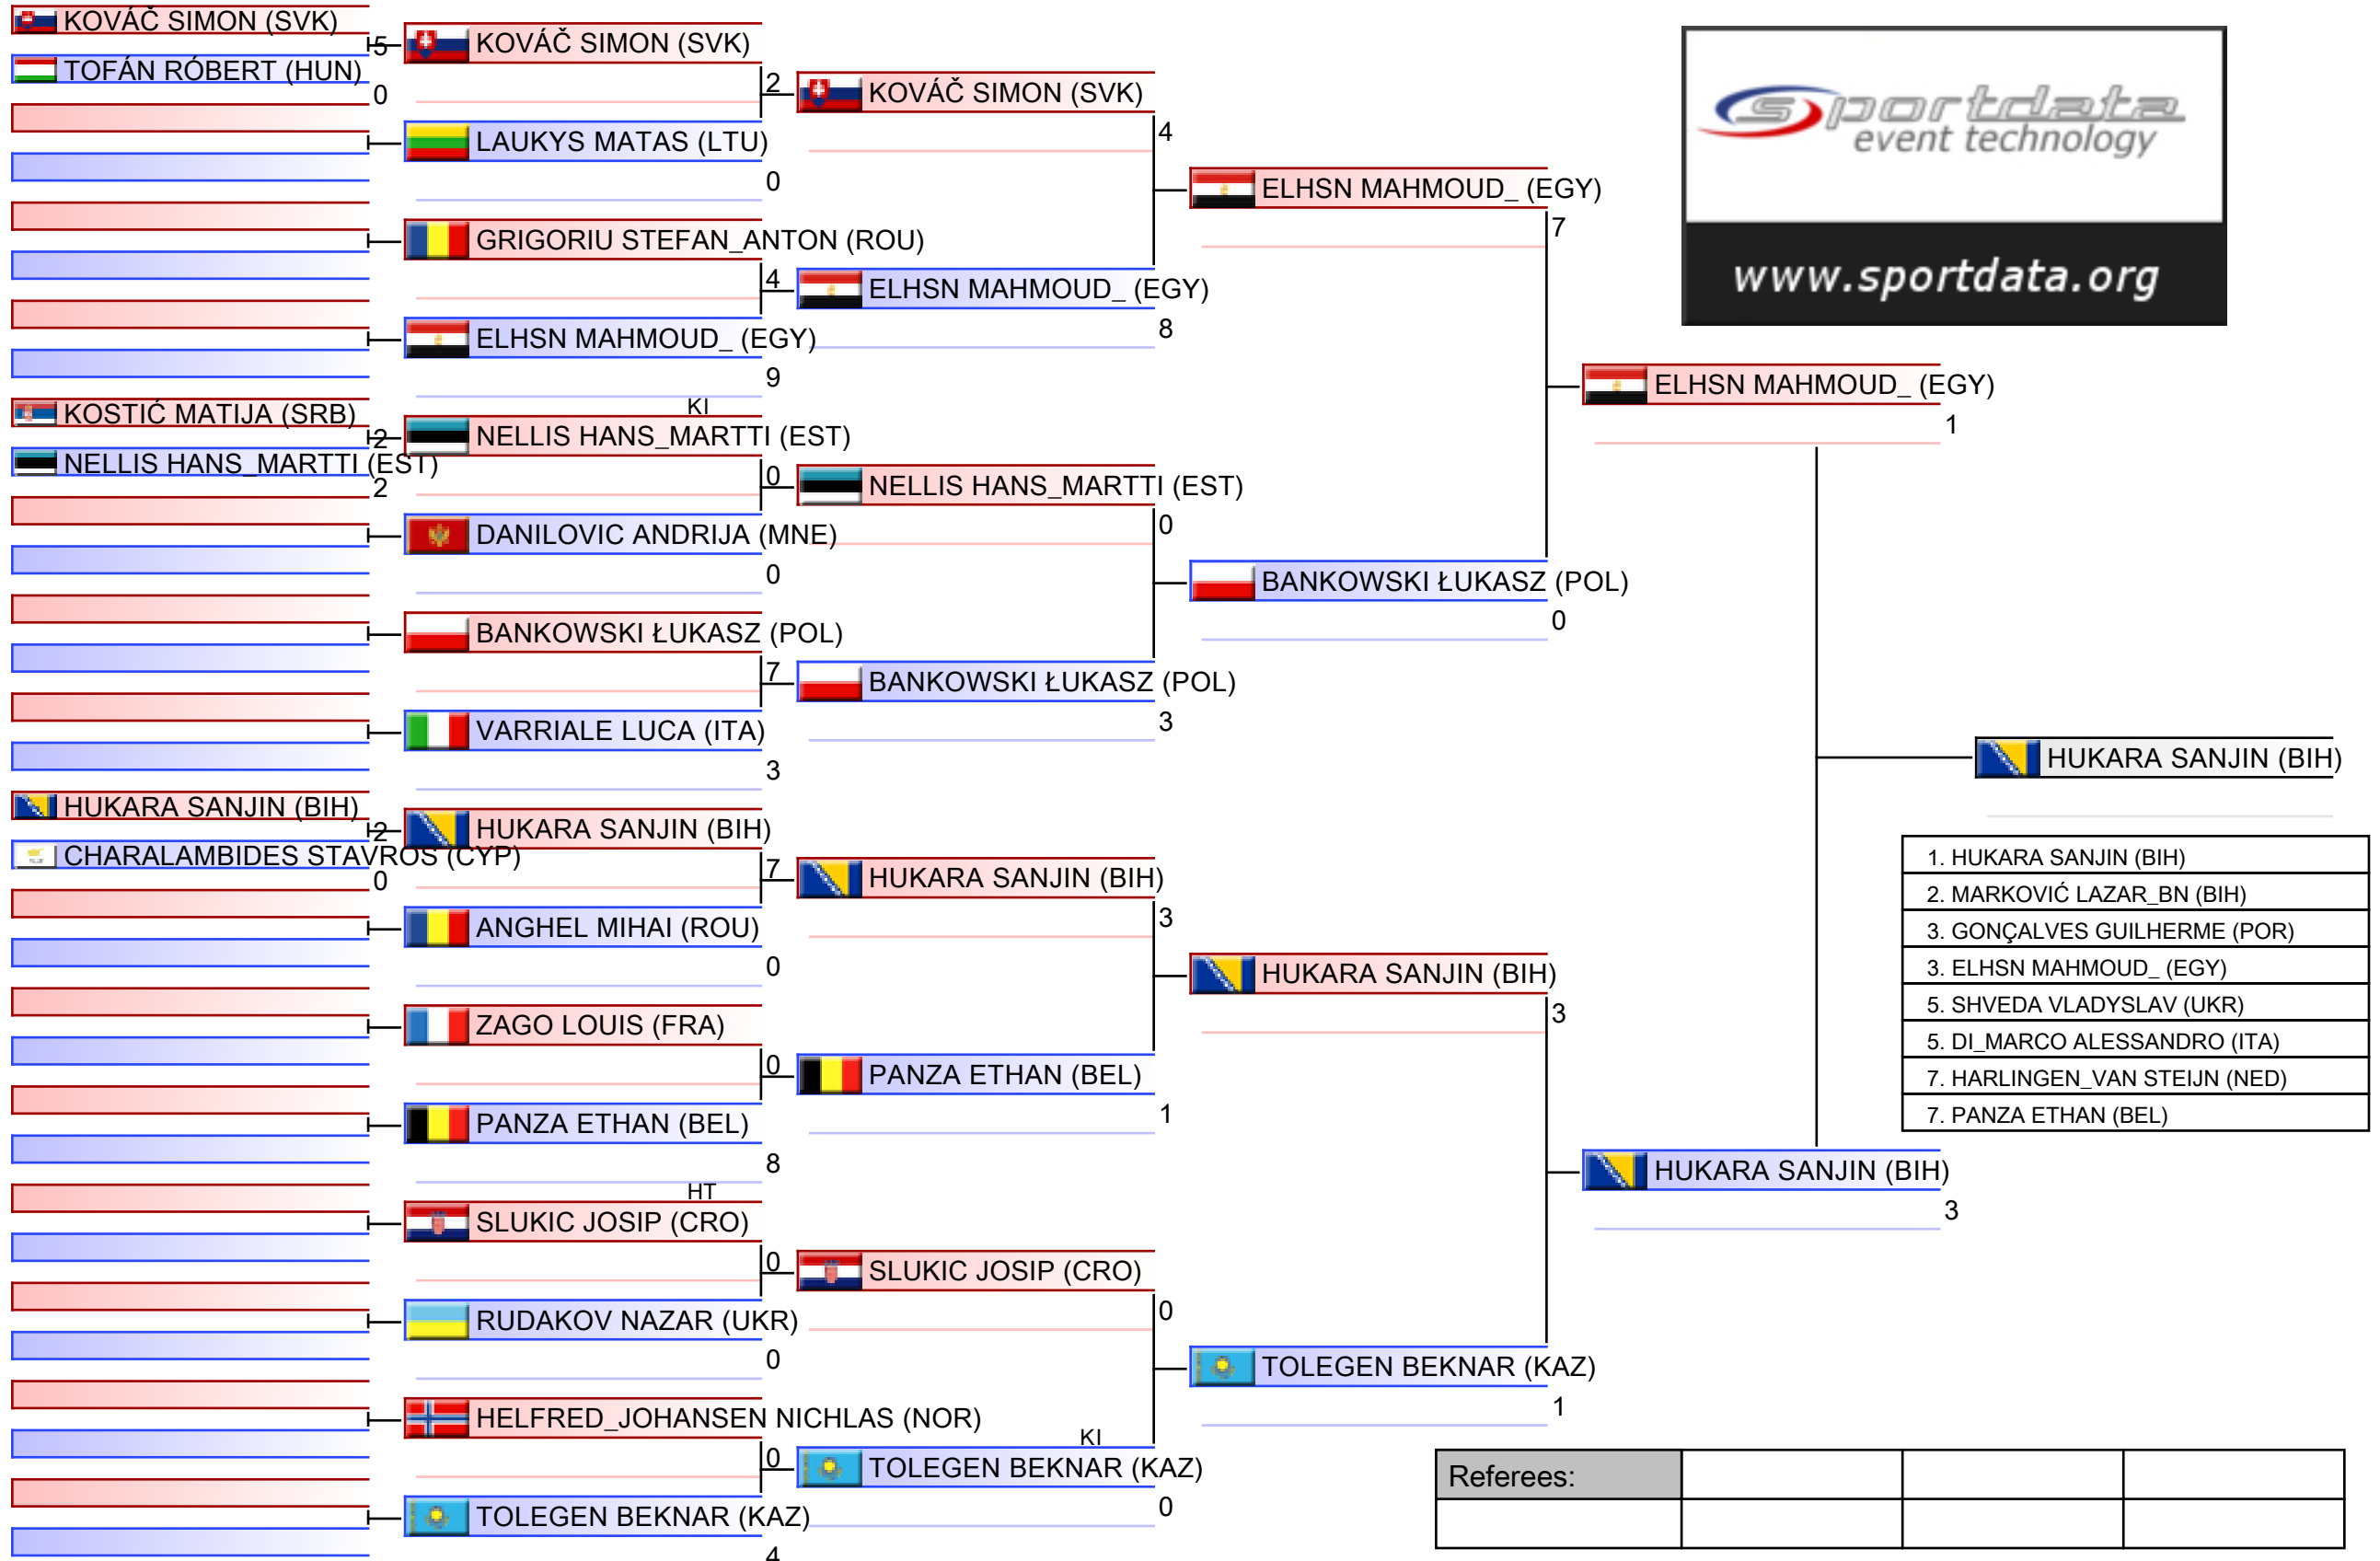 KOVÁČ SIMON (SVK)
5
TOFÁN RÓBERT (HUN)
0
KOSTIĆ MATIJA (SRB)
2
NELLIS HANS_MARTTI (EST)
2
HUKARA SANJIN (BIH)
2
CHARALAMBIDES STAVROS (CYP)
0
KOVÁČ SIMON (SVK)
2
LAUKYS MATAS (LTU)
0
GRIGORIU STEFAN_ANTON (ROU)
4
ELHSN MAHMOUD_ (EGY)
9
KI
NELLIS HANS_MARTTI (EST)
0
DANILOVIC ANDRIJA (MNE)
0
BANKOWSKI ŁUKASZ (POL)
7
VARRIALE LUCA (ITA)
3
HUKARA SANJIN (BIH)
7
ANGHEL MIHAI (ROU)
0
ZAGO LOUIS (FRA)
0
PANZA ETHAN (BEL)
8
HT
SLUKIC JOSIP (CRO)
0
RUDAKOV NAZAR (UKR)
0
HELFRED_JOHANSEN NICHLAS (NOR)
0
TOLEGEN BEKNAR (KAZ)
4
KOVÁČ SIMON (SVK)
4
ELHSN MAHMOUD_ (EGY)
8
NELLIS HANS_MARTTI (EST)
0
BANKOWSKI ŁUKASZ (POL)
3
HUKARA SANJIN (BIH)
3
PANZA ETHAN (BEL)
1
SLUKIC JOSIP (CRO)
0
KI
TOLEGEN BEKNAR (KAZ)
0
ELHSN MAHMOUD_ (EGY)
7
BANKOWSKI ŁUKASZ (POL)
0
HUKARA SANJIN (BIH)
3
TOLEGEN BEKNAR (KAZ)
1
ELHSN MAHMOUD_ (EGY)
1
HUKARA SANJIN (BIH)
3
HUKARA SANJIN (BIH)
sportdata
event technology
www.sportdata.org
1. HUKARA SANJIN (BIH)
2. MARKOVIĆ LAZAR_BN (BIH)
3. GONÇALVES GUILHERME (POR)
3. ELHSN MAHMOUD_ (EGY)
5. SHVEDA VLADYSLAV (UKR)
5. DI_MARCO ALESSANDRO (ITA)
7. HARLINGEN_VAN STEIJN (NED)
7. PANZA ETHAN (BEL)
Referees: